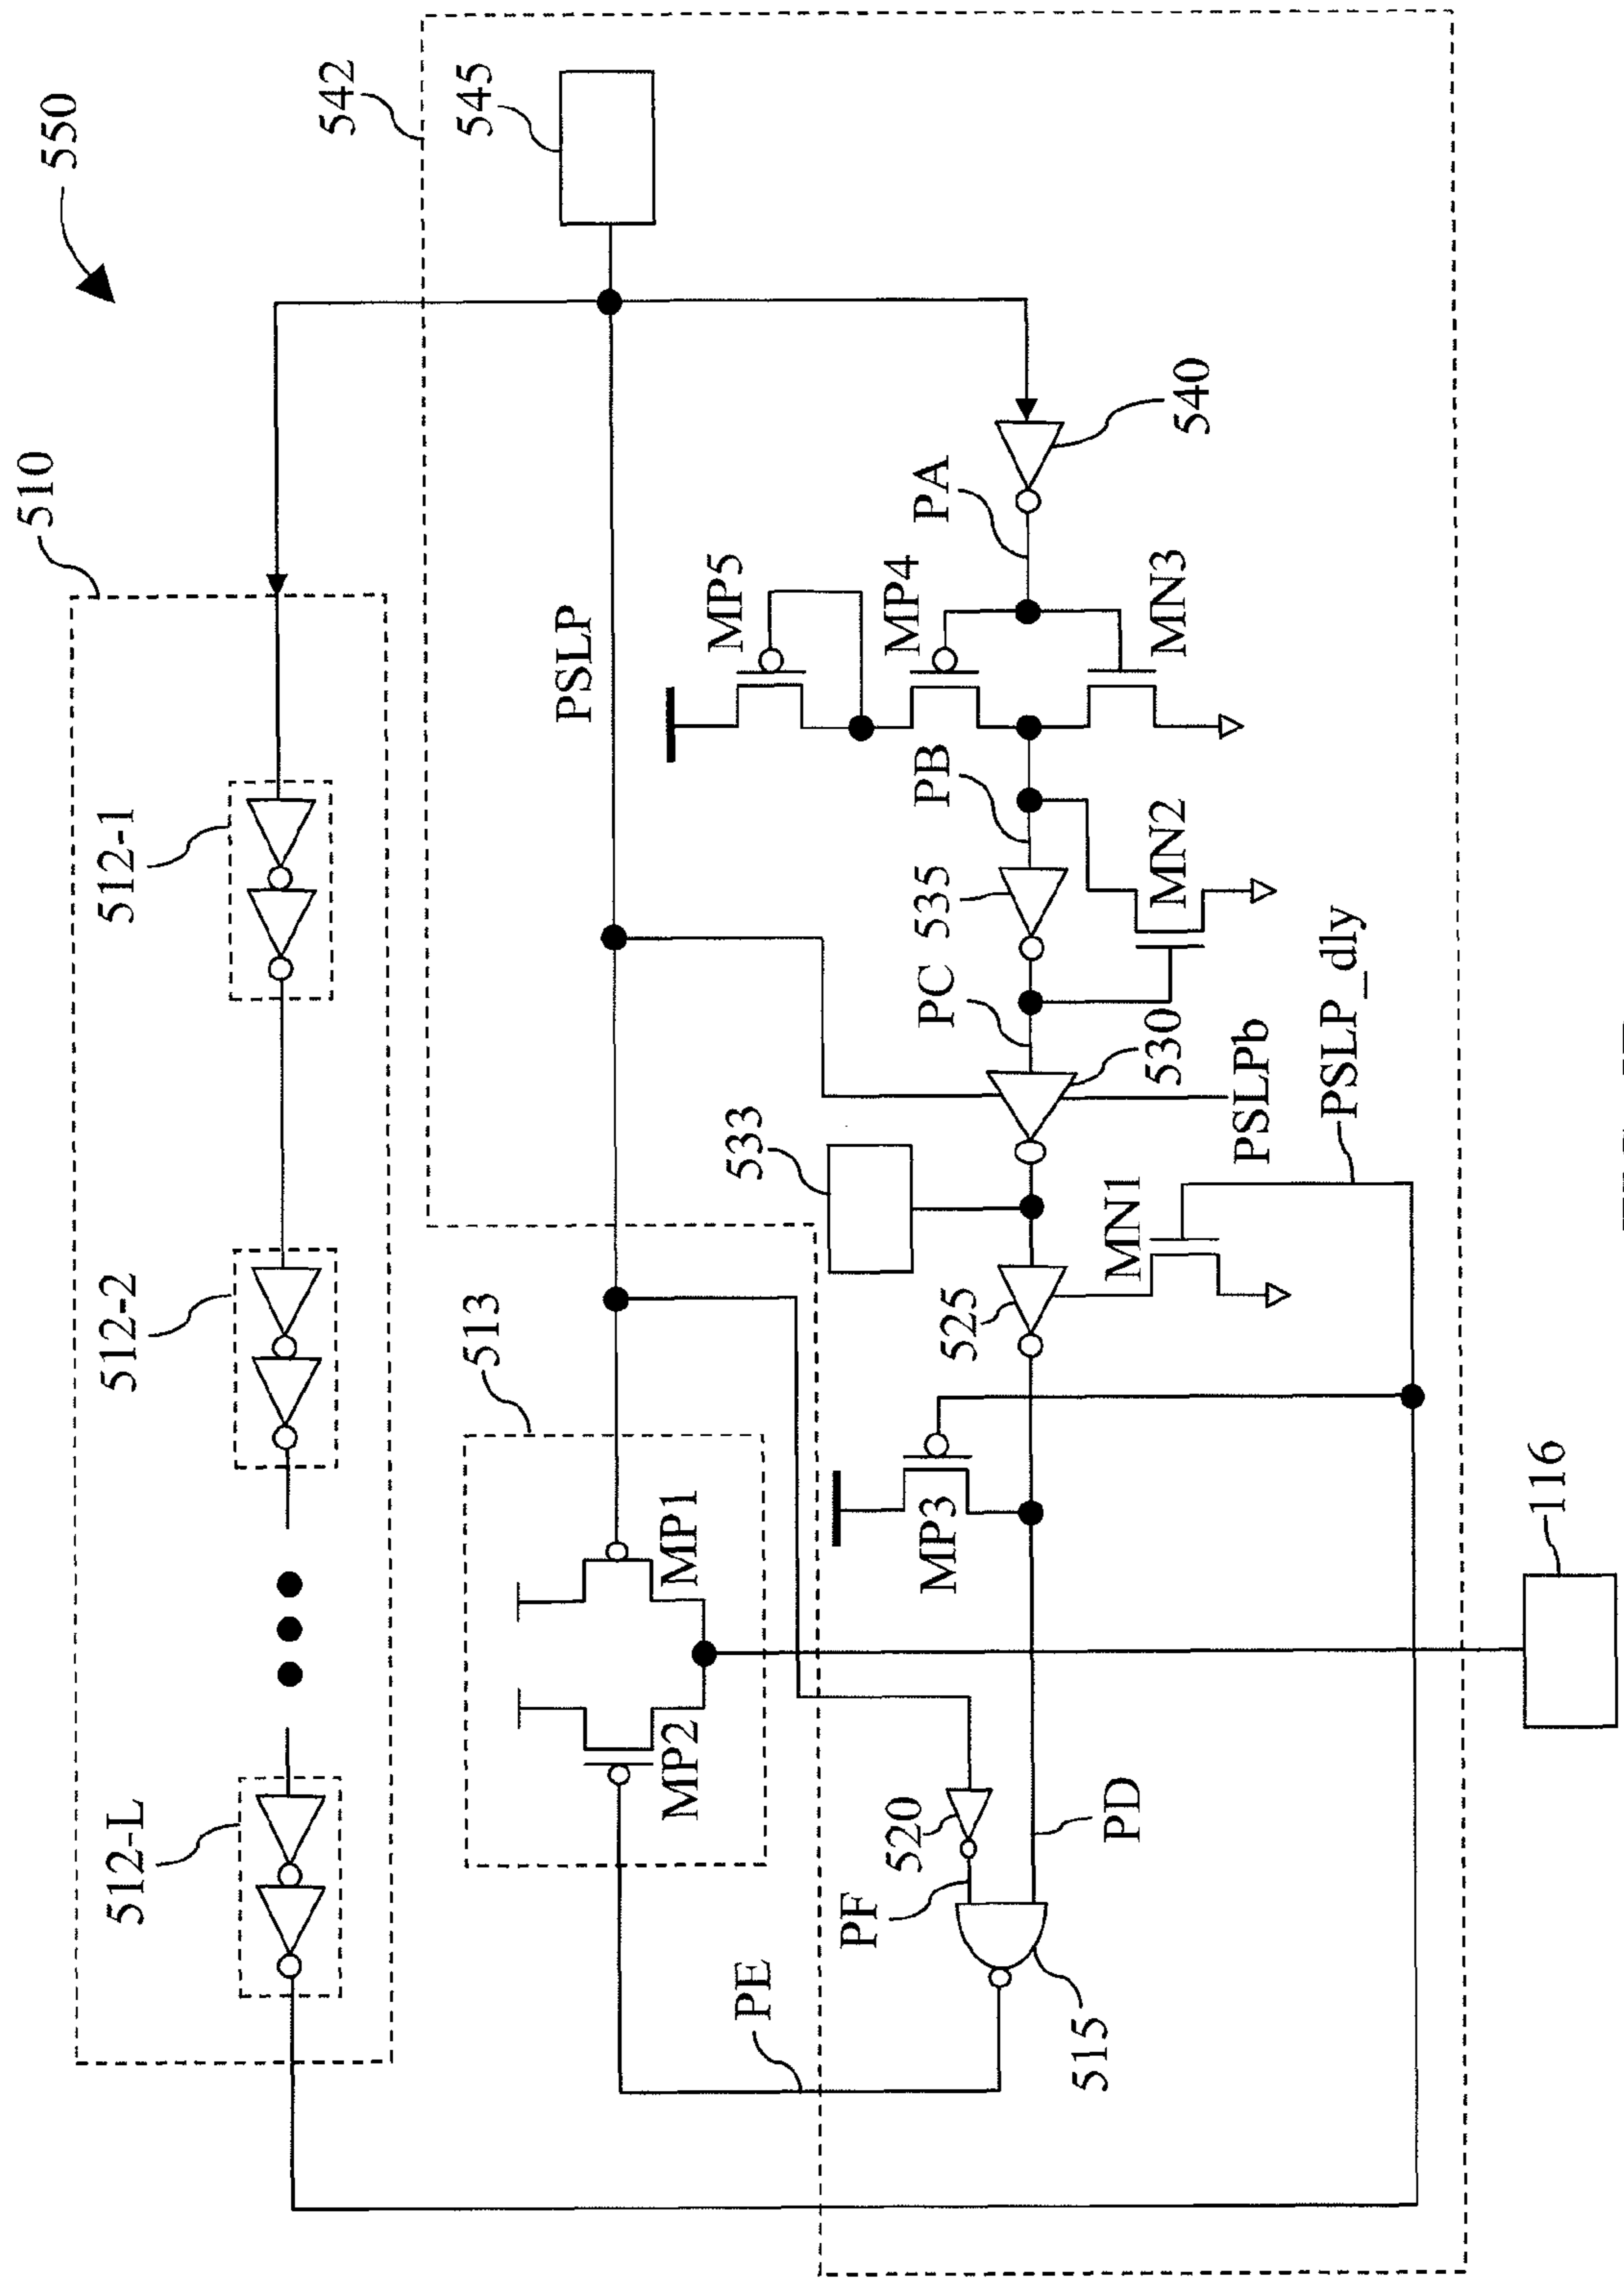 550
510
542
545
512-1
512-2
512-L
PSLP
513
MP1
MP2
MP5
MP4
MN3
PA
540
PB
535
MN2
PC
530
PSLPb
533
525
MN1
PSLP_dly
MP3
520
PF
PD
PE
515
116